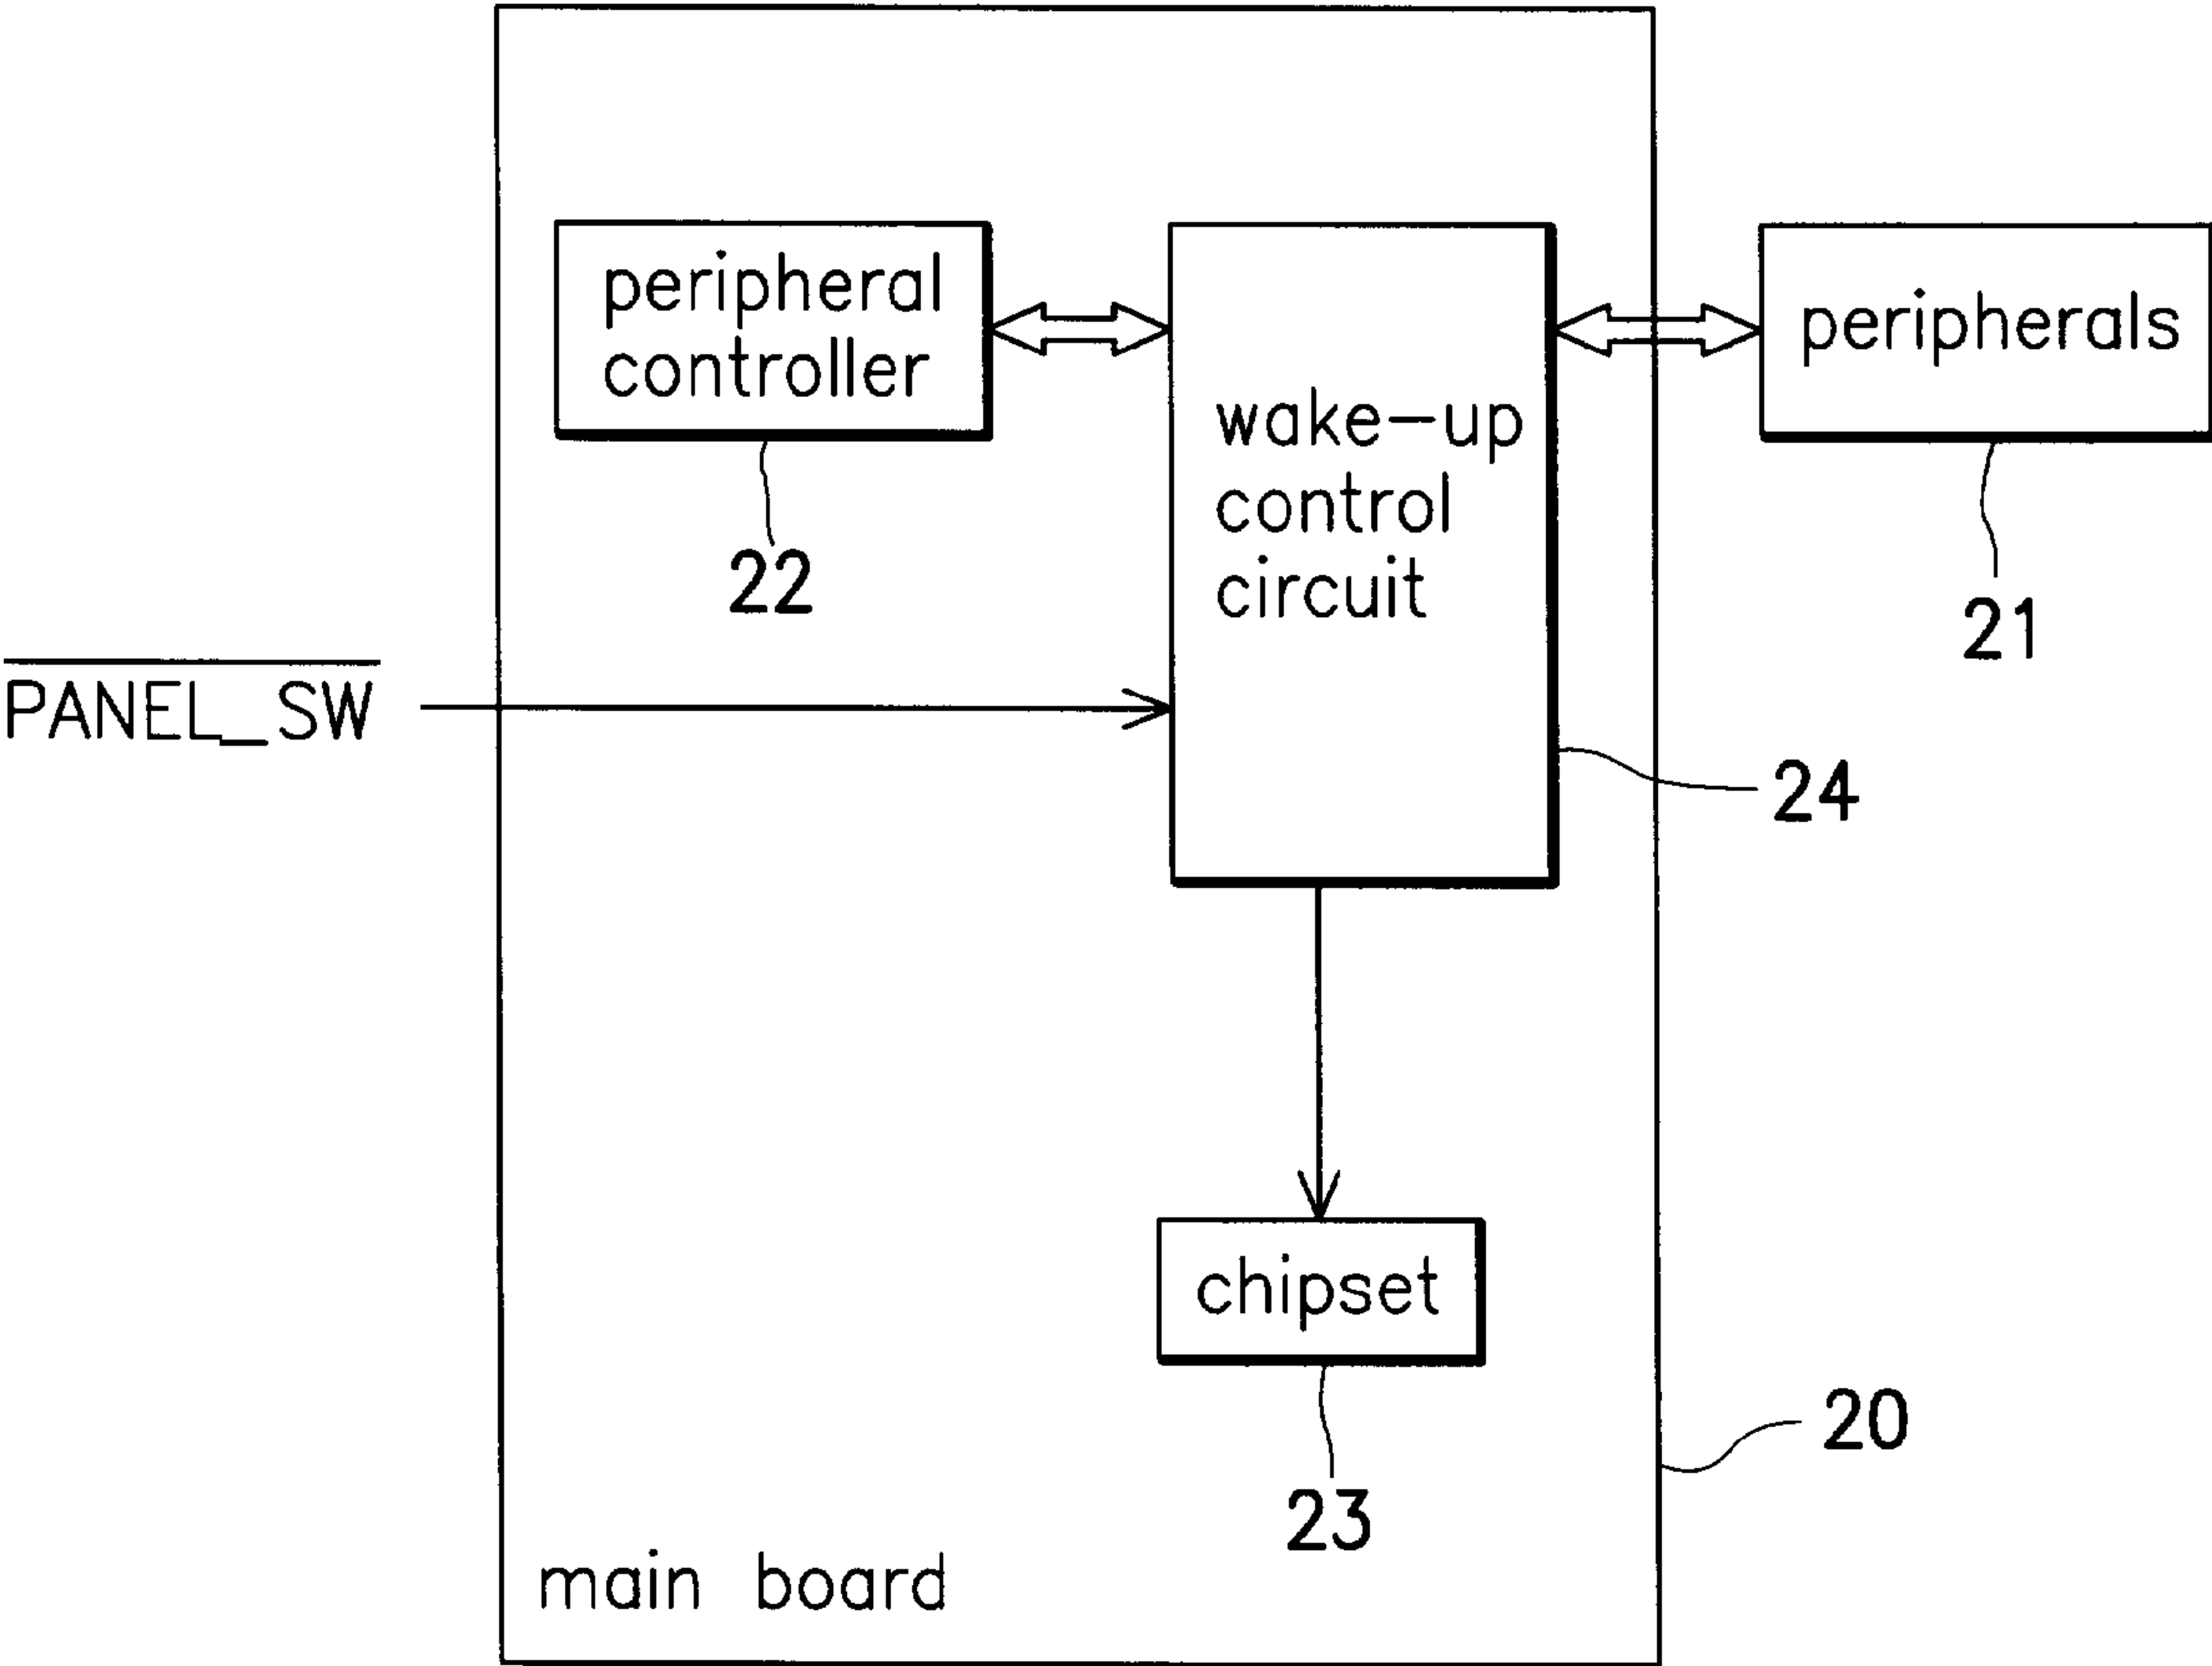 peripheral
controller
22
wake-up
control
circuit
peripherals
21
PANEL_SW
24
chipset
23
20
main board